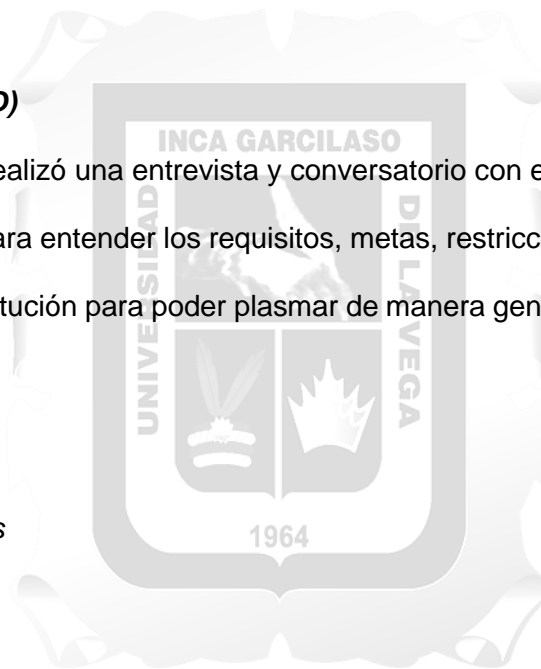 )
INCA GARCILASO
ealizó una entrevista y conversatorio con e
ara entender los requisitos, metas, restricc
titución para poder plasmar de manera gen
UNIVERSIDAD
DE LA VEGA
s
1964